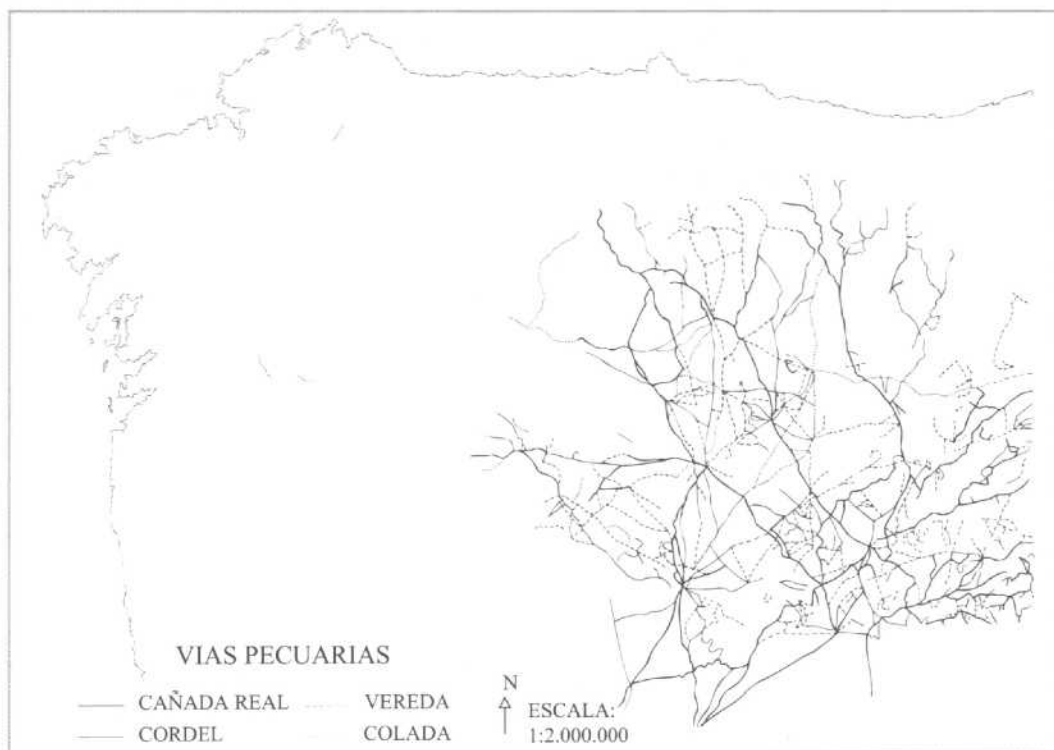 VIAS PECUARIAS
CAÑADA REAL
VEREDA
CORDEL
COLADA
N
ESCALA:
1:2.000.000